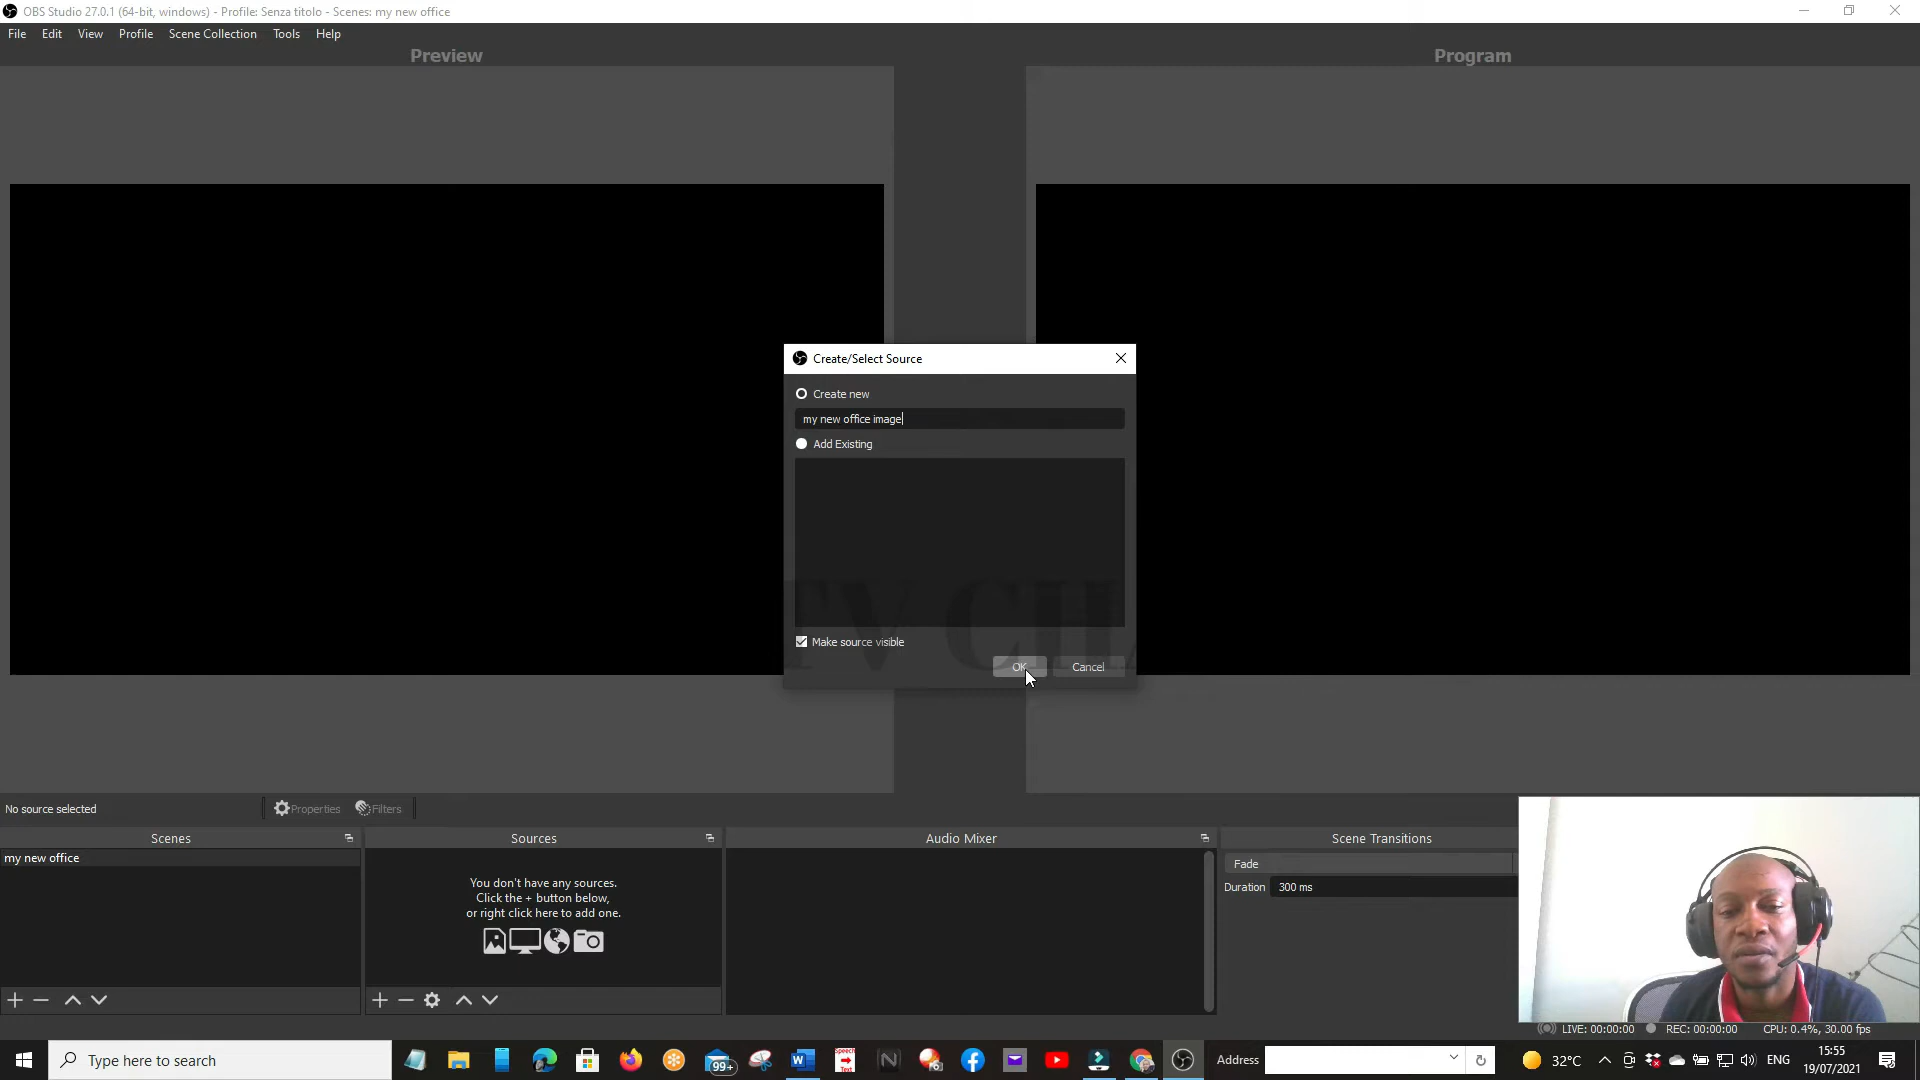 OBS Studio 27.0.1 (64-bit, windows) - Profile: Senza titolo - Scenes: my new office
File Edit View Profile Scene Collection Tools Help
Preview
Program
Create/Select Source
Create new
my new office image
Add Existing
TV CHA
Make source visible
OK
Cancel
No source selected
Properties
Filters
Scenes
Sources
Audio Mixer
Scene Transitions
my new office
You don't have any sources.
Click the + button below,
or right click here to add one.
Fade
Duration 300 ms
LIVE: 00:00:00 REC: 00:00:00 CPU: 0.4%, 30.00 fps
Type here to search
99+
Speech
Text
Address
32°C
ENG
15:55
19/07/2021